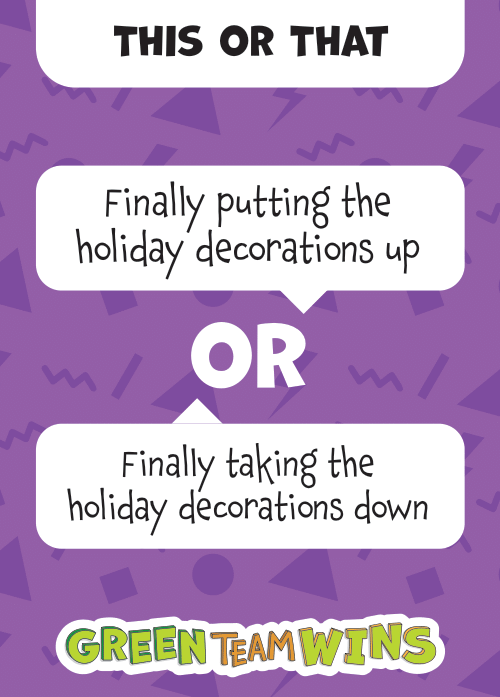 THIS OR THAT
Finally putting the
holiday decorations up
OR
Finally taking the
holiday decorations down
GREEN TEAM WINS